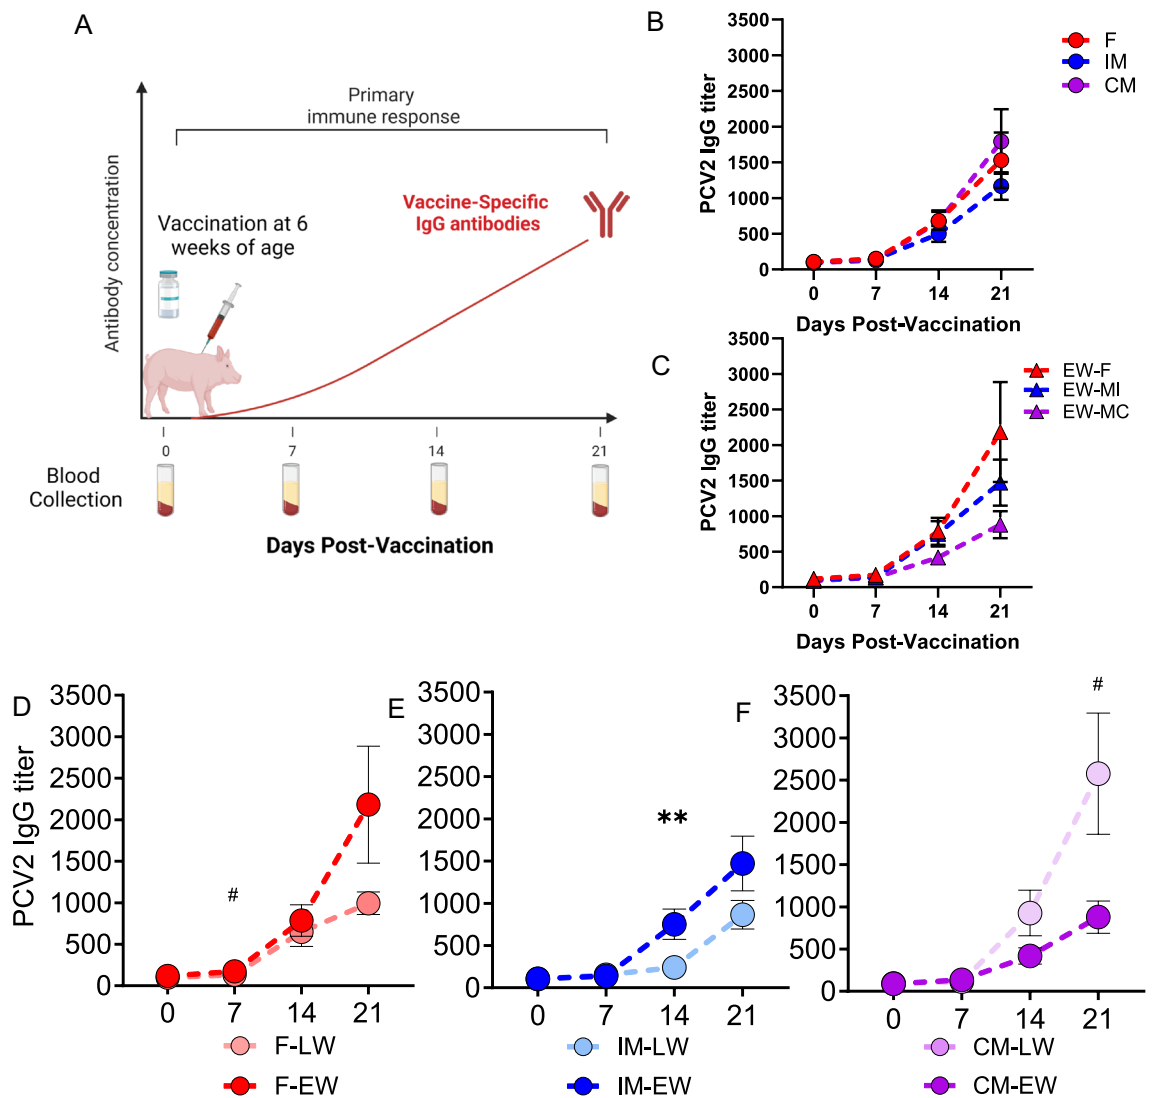 A
Primary
immune response
Antibody concentration
Vaccination at 6
weeks of age
Vaccine-Specific
IgG antibodies
0
7
14
21
Blood
Collection
Days Post-Vaccination
B
PCV2 IgG titer
3500
3000
2500
2000
1500
1000
500
0
0
7
14
21
Days Post-Vaccination
F
IM
CM
C
PCV2 IgG titer
3500
3000
2500
2000
1500
1000
500
0
0
7
14
21
Days Post-Vaccination
EW-F
EW-MI
EW-MC
D
PCV2 IgG titer
3500
3000
2500
2000
1500
1000
500
0
#
0
7
14
21
F-LW
F-EW
E
3500
3000
2500
2000
1500
1000
500
0
**
0
7
14
21
IM-LW
IM-EW
F
3500
3000
2500
2000
1500
1000
500
0
#
0
7
14
21
CM-LW
CM-EW